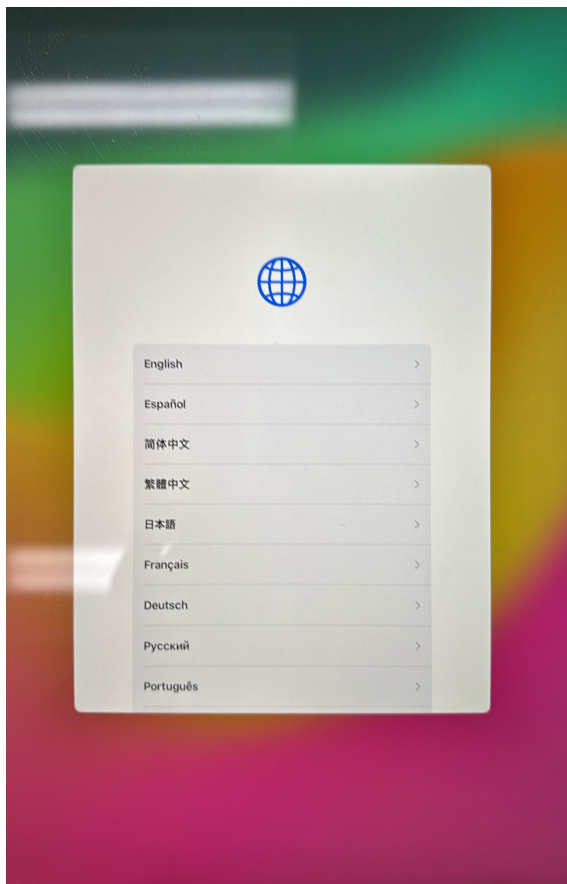 English
Español
简体中文
繁體中文
日本語
Français
Deutsch
Русский
Português